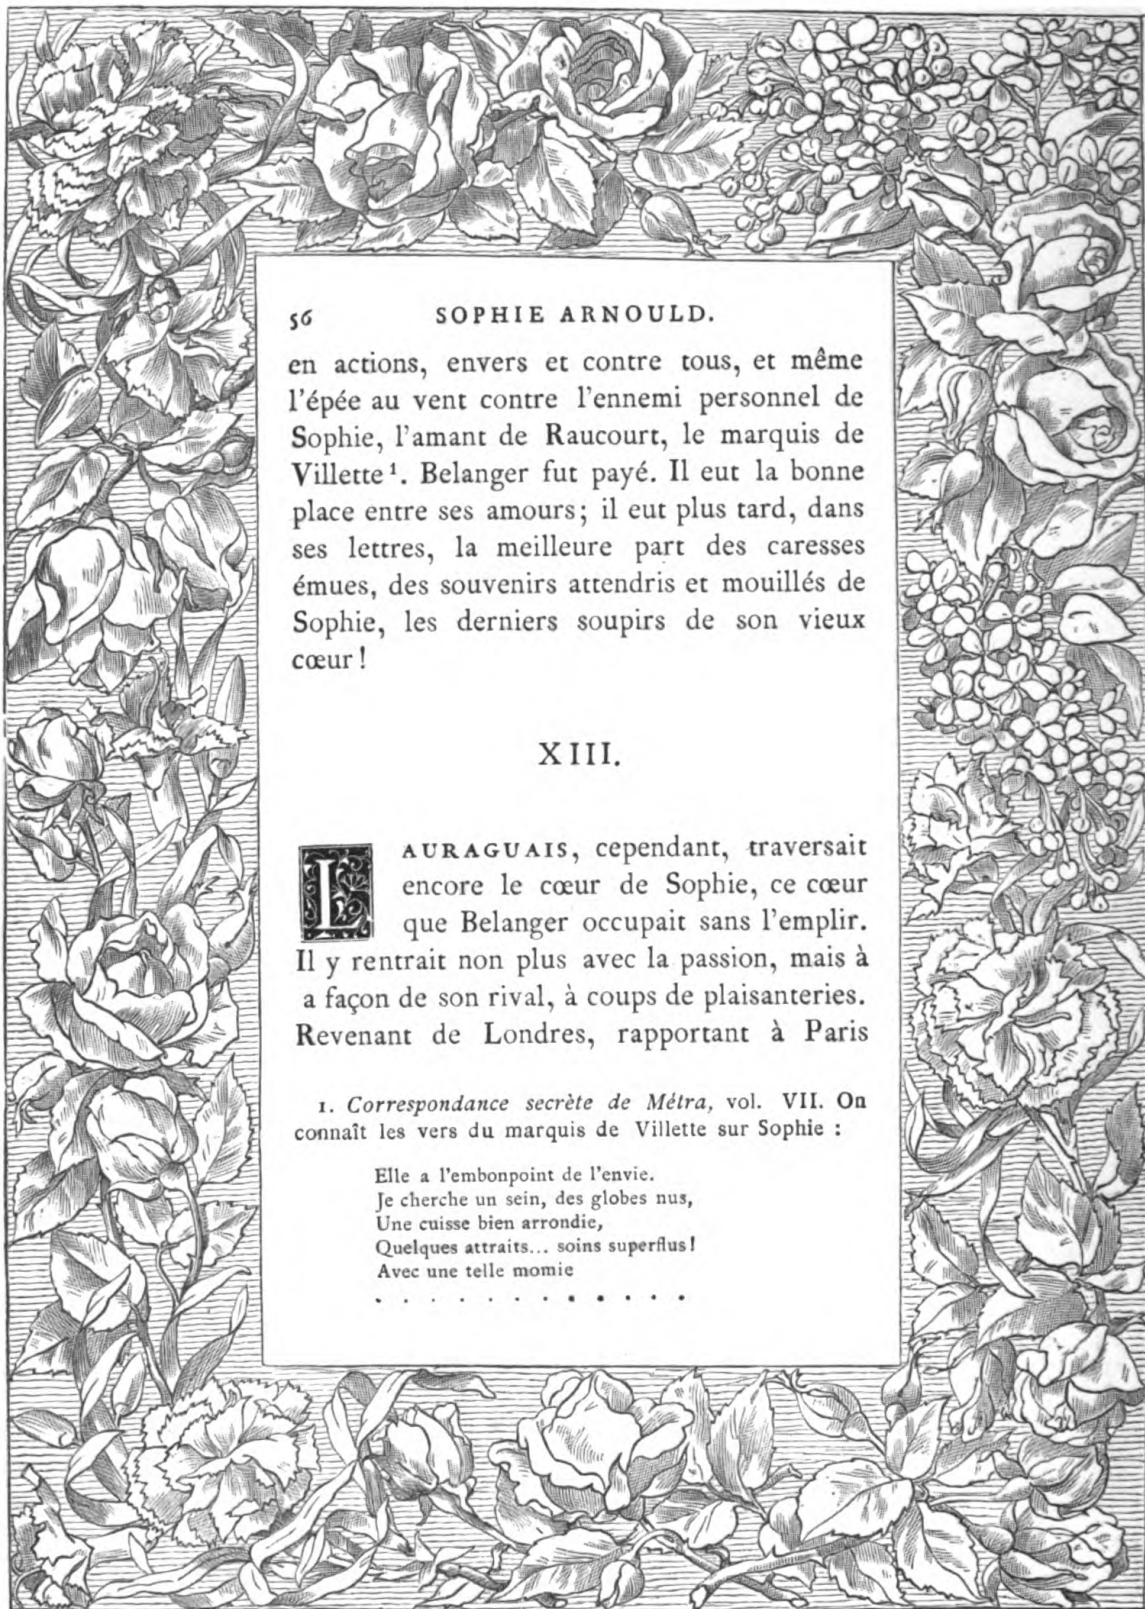 56 SOPHIE ARNOULD.
en actions, envers et contre tous, et même
l'épée au vent contre l'ennemi personnel de
Sophie, l'amant de Raucourt, le marquis de
Villette¹. Belanger fut payé. Il eut la bonne
place entre ses amours; il eut plus tard, dans
ses lettres, la meilleure part des caresses
émues, des souvenirs attendris et mouillés de
Sophie, les derniers soupirs de son vieux
cœur!
XIII.
LAURAGUAIS, cependant, traversait
encore le cœur de Sophie, ce cœur
que Belanger occupait sans l'emplir.
Il y rentrait non plus avec la passion, mais à
a façon de son rival, à coups de plaisanteries.
Revenant de Londres, rapportant à Paris
1. Correspondance secrète de Métra, vol. VII. On
connaît les vers du marquis de Villette sur Sophie :
Elle a l'embonpoint de l'envie.
Je cherche un sein, des globes nus,
Une cuisse bien arrondie,
Quelques attraits... soins superflus!
Avec une telle momie
. . . . . . . . . . . .